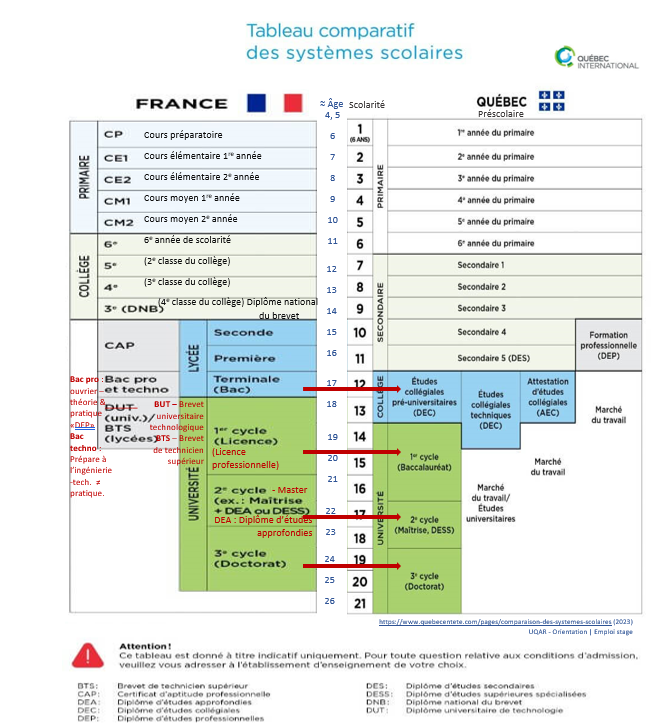 Tableau comparatif
des systèmes scolaires
QUÉBEC
INTERNATIONAL
FRANCE
≈ Âge
4, 5
Scolarité
QUÉBEC
Préscolaire
PRIMAIRE
CP Cours préparatoire
CE1 Cours élémentaire 1re année
CE2 Cours élémentaire 2e année
CM1 Cours moyen 1re année
CM2 Cours moyen 2e année
COLLÈGE
6e 6e année de scolarité
5e (2e classe du collège)
4e (3e classe du collège)
3e (DNB) (4e classe du collège) Diplôme national
du brevet
CAP
LYCÉE
Seconde
Première
Terminale
(Bac)
Bac pro
et techno
DUT
(univ.)/
BTS
(lycées)
Bac pro :
ouvrier –
théorie &
pratique
«DEP»
Bac
techno :
Prépare à
l'ingénierie
-tech. ≠
pratique.
BUT – Brevet
universitaire
technologique
BTS – Brevet
de technicien
supérieur
UNIVERSITÉ
1er cycle
(Licence)
(Licence
professionnelle)
2e cycle - Master
(ex.: Maîtrise
+ DEA ou DESS)
DEA : Diplôme d'études
approfondies
3e cycle
(Doctorat)
6
7
8
9
10
11
12
13
14
15
16
17
18
19
20
21
22
23
24
25
26
1
(6 ANS)
2
3
4
5
6
7
8
9
10
11
12
13
14
15
16
17
18
19
20
21
PRIMAIRE
1re année du primaire
2e année du primaire
3e année du primaire
4e année du primaire
5e année du primaire
6e année du primaire
SECONDAIRE
Secondaire 1
Secondaire 2
Secondaire 3
Secondaire 4
Secondaire 5 (DES)
Formation
professionnelle
(DEP)
COLLÈGE
Études
collégiales
pré-universitaires
(DEC)
Études
collégiales
techniques
(DEC)
Attestation
d'études
collégiales
(AEC)
Marché
du travail
Marché
du travail
Marché
du travail/
Études
universitaires
UNIVERSITÉ
1er cycle
(Baccalauréat)
2e cycle
(Maîtrise, DESS)
3e cycle
(Doctorat)
https://www.quebecentete.com/pages/comparaison-des-systemes-scolaires (2023)
UQAR - Orientation | Emploi stage
Attention!
Ce tableau est donné à titre indicatif uniquement. Pour toute question relative aux conditions d'admission,
veuillez vous adresser à l'établissement d'enseignement de votre choix.
BTS: Brevet de technicien supérieur
CAP: Certificat d'aptitude professionnelle
DEA: Diplôme d'études approfondies
DEC: Diplôme d'études collégiales
DEP: Diplôme d'études professionnelles
DES: Diplôme d'études secondaires
DESS: Diplôme d'études supérieures spécialisées
DNB: Diplôme national du brevet
DUT: Diplôme universitaire de technologie